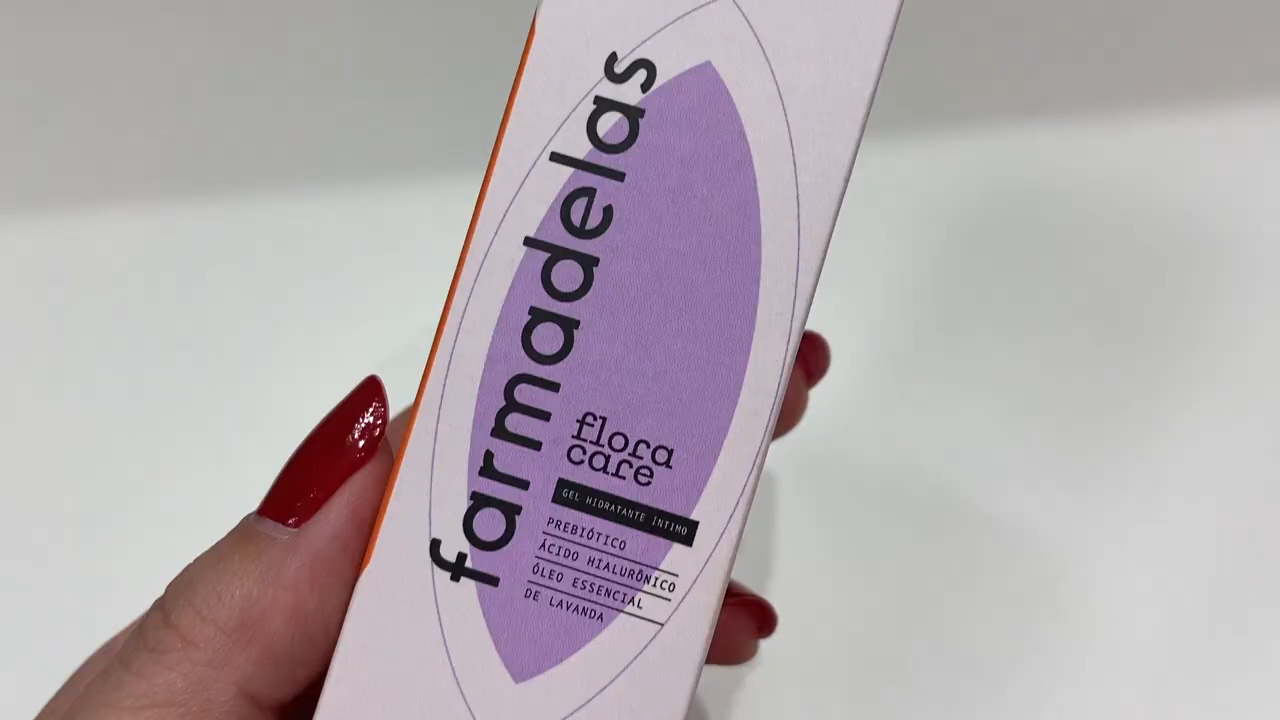 farmadelas
flora
care
GEL HIDRATANTE ÍNTIMO
PREBIÓTICO
ÁCIDO HIALURÔNICO
ÓLEO ESSENCIAL
DE LAVANDA